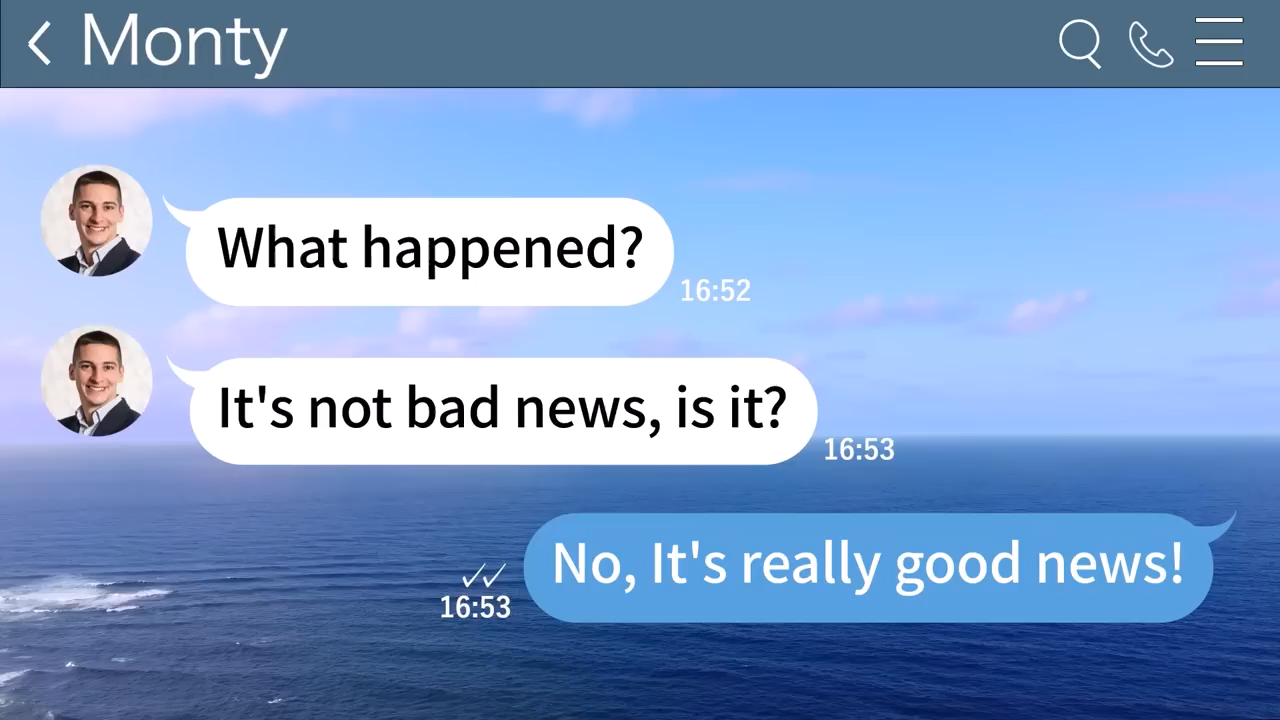 Monty
What happened?
16:52
It's not bad news, is it?
16:53
No, It's really good news!
16:53